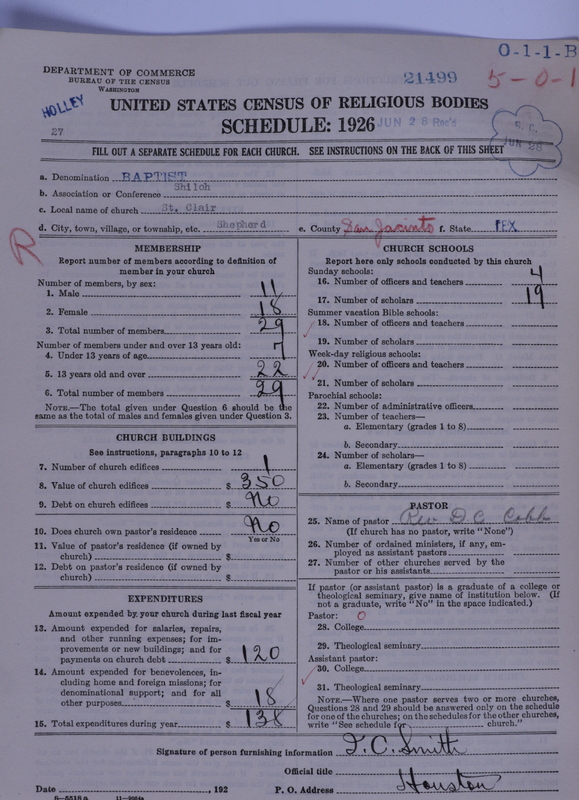 O-1-1-B
DEPARTMENT OF COMMERCE
BUREAU OF THE CENSUS
WASHINGTON
21499
5-0-1
HOLLEY
UNITED STATES CENSUS OF RELIGIOUS BODIES
27
SCHEDULE: 1926
JUN 28 Rec'd
JUN 28
FILL OUT A SEPARATE SCHEDULE FOR EACH CHURCH. SEE INSTRUCTIONS ON THE BACK OF THIS SHEET
a. Denomination BAPTIST
b. Association or Conference Shiloh
c. Local name of church St. Clair
d. City, town, village, or township, etc. Shepherd e. County San Jacinto f. State TEX
R
MEMBERSHIP
Report number of members according to definition of
member in your church
Number of members, by sex:
1. Male 11
2. Female 18
3. Total number of members 29
Number of members under and over 13 years old:
4. Under 13 years of age 7
5. 13 years old and over 22
6. Total number of members 29
NOTE.—The total given under Question 6 should be the
same as the total of males and females given under Question 3.
CHURCH BUILDINGS
See instructions, paragraphs 10 to 12
7. Number of church edifices 1
8. Value of church edifices $ 350
9. Debt on church edifices $ No
10. Does church own pastor's residence No
Yes or No
11. Value of pastor's residence (if owned by
church) $
12. Debt on pastor's residence (if owned by
church) $
EXPENDITURES
Amount expended by your church during last fiscal year
13. Amount expended for salaries, repairs,
and other running expenses; for im-
provements or new buildings; and for
payments on church debt $ 120
14. Amount expended for benevolences, in-
cluding home and foreign missions; for
denominational support; and for all
other purposes $ 18
15. Total expenditures during year $ 138
CHURCH SCHOOLS
Report here only schools conducted by this church
Sunday schools:
16. Number of officers and teachers 4
17. Number of scholars 19
Summer vacation Bible schools:
18. Number of officers and teachers
19. Number of scholars
Week-day religious schools:
20. Number of officers and teachers
21. Number of scholars
Parochial schools:
22. Number of administrative officers
23. Number of teachers—
a. Elementary (grades 1 to 8)
b. Secondary
24. Number of scholars—
a. Elementary (grades 1 to 8)
b. Secondary
PASTOR
25. Name of pastor Rev D. C. Cobb
(If church has no pastor, write "None")
26. Number of ordained ministers, if any, em-
ployed as assistant pastors
27. Number of other churches served by the
pastor or his assistants
If pastor (or assistant pastor) is a graduate of a college or
theological seminary, give name of institution below. (If
not a graduate, write "No" in the space indicated.)
Pastor: 0
28. College
29. Theological seminary
Assistant pastor:
30. College
31. Theological seminary
NOTE.—Where one pastor serves two or more churches,
Questions 28 and 29 should be answered only on the schedule
for one of the churches; on the schedules for the other churches,
write "See schedule for church."
Signature of person furnishing information T. C. Smith
Official title
Date , 192 P. O. Address Houston